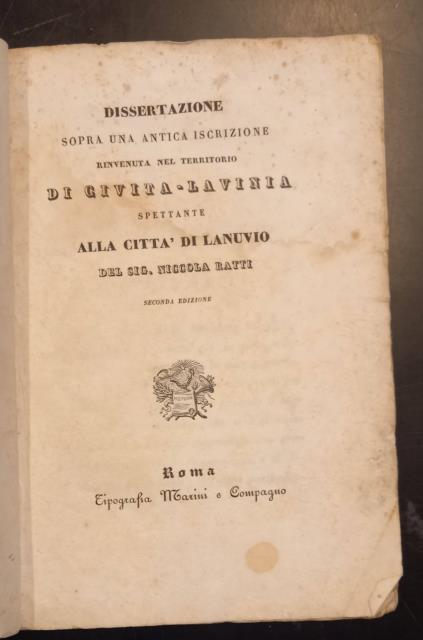 DISSERTAZIONE
SOPRA UNA ANTICA ISCRIZIONE
RINVENUTA NEL TERRITORIO
DI CIVITA-LAVINIA
SPETTANTE
ALLA CITTA' DI LANUVIO
DEL SIG. NICCOLA RATTI
SECONDA EDIZIONE
Roma
Tipografia Marini e Compagno